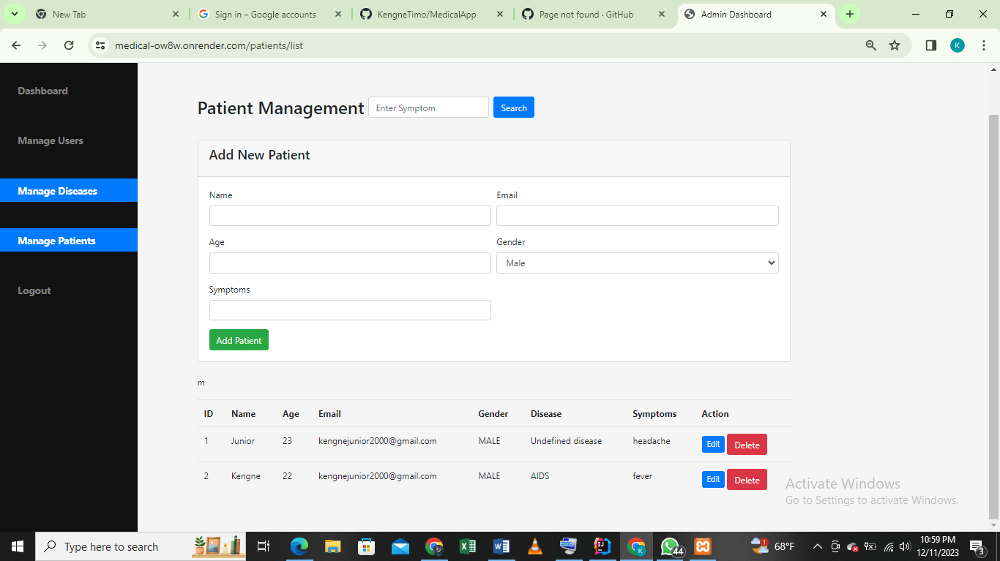 New Tab
Sign in – Google accounts
KengneTimo/MedicalApp
Page not found · GitHub
Admin Dashboard
medical-ow8w.onrender.com/patients/list
K
Dashboard
Manage Users
Manage Diseases
Manage Patients
Logout
Patient Management Enter Symptom Search
Add New Patient
Name Email
Age Gender
Male
Symptoms
Add Patient
m
ID Name Age Email Gender Disease Symptoms Action
1 Junior 23 kengnejunior2000@gmail.com MALE Undefined disease headache Edit Delete
2 Kengne 22 kengnejunior2000@gmail.com MALE AIDS fever Edit Delete
Activate Windows
Go to Settings to activate Windows.
Type here to search
K
44
1
68°F
10:59 PM
12/11/2023
3